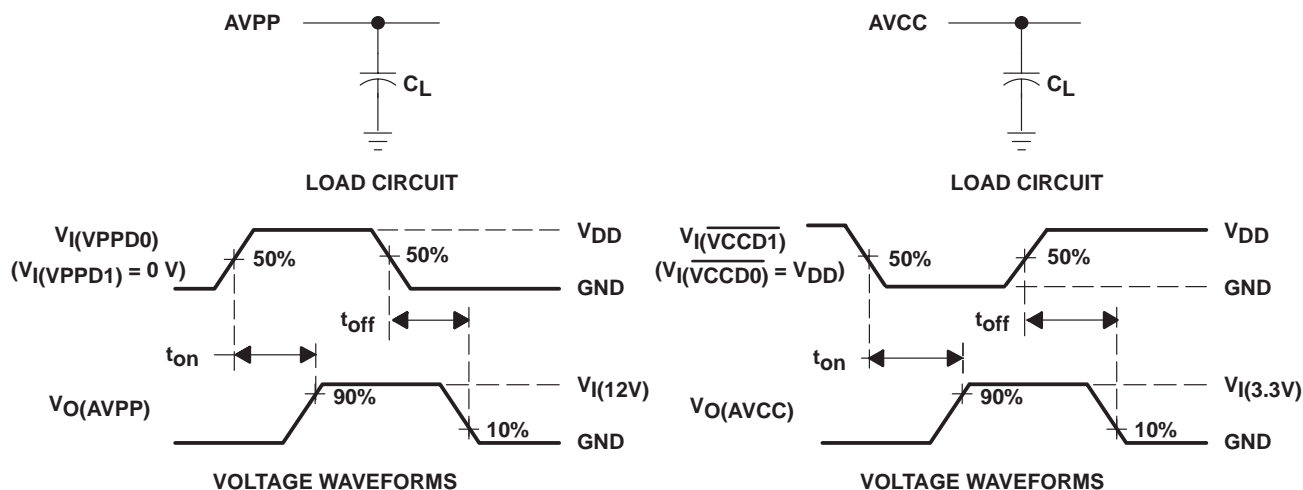 AVPP
CL
LOAD CIRCUIT
VI(VPPD0)
(VI(VPPD1) = 0 V)
50%
50%
VDD
GND
toff
ton
VO(AVPP)
90%
10%
VI(12V)
GND
VOLTAGE WAVEFORMS
AVCC
CL
LOAD CIRCUIT
VI(VCCD1)
(VI(VCCD0) = VDD)
50%
50%
VDD
GND
toff
ton
VO(AVCC)
90%
10%
VI(3.3V)
GND
VOLTAGE WAVEFORMS